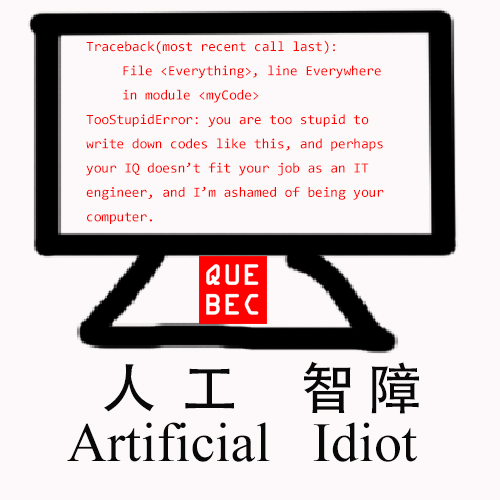 Traceback(most recent call last):
File <Everything>, line Everywhere
in module <myCode>
TooStupidError: you are too stupid to
write down codes like this, and perhaps
your IQ doesn't fit your job as an IT
engineer, and I'm ashamed of being your
computer.
QUE
BEC
人工 智障
Artificial Idiot